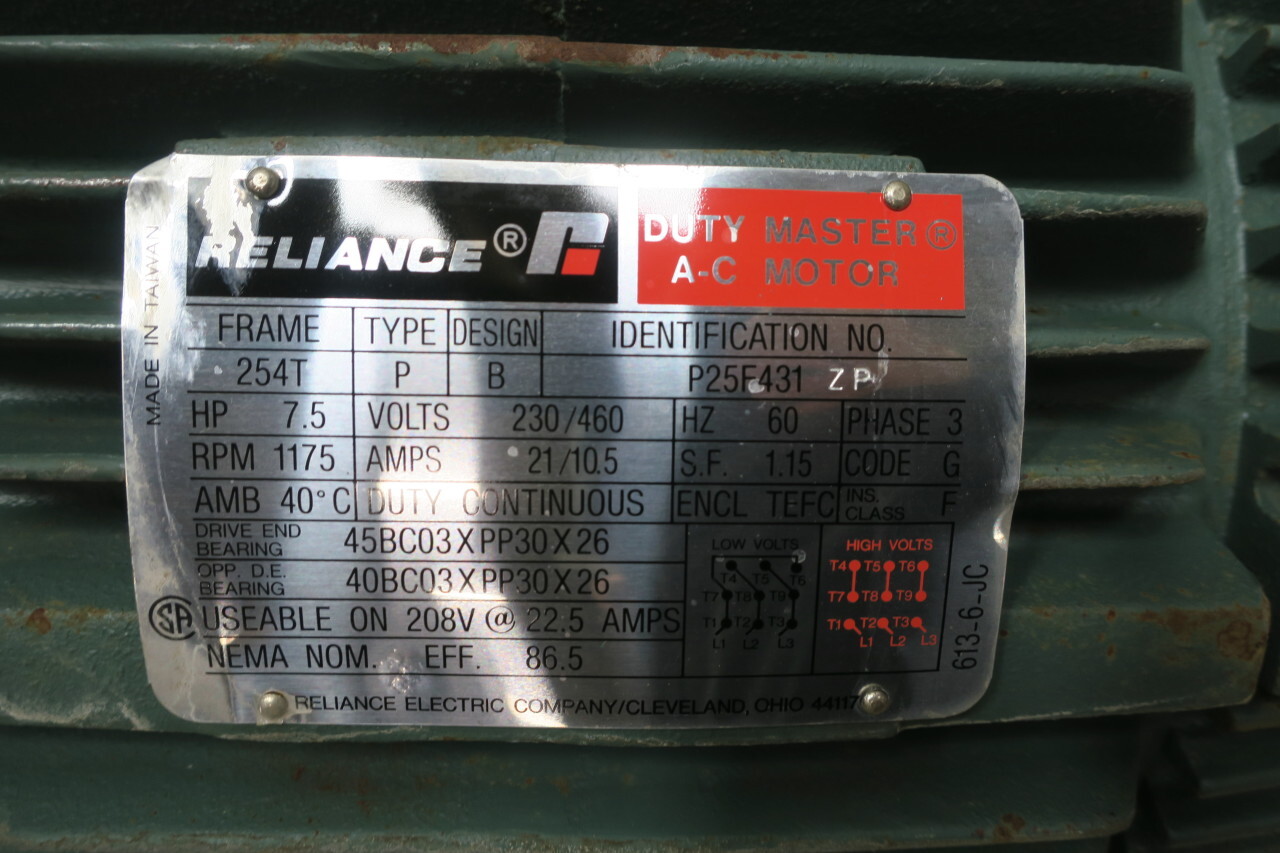 RELIANCE®
DUTY MASTER®
A-C MOTOR
MADE IN TAIWAN
FRAME TYPE DESIGN IDENTIFICATION NO.
254T P B P25F431 ZP
HP 7.5 VOLTS 230/460 HZ 60 PHASE 3
RPM 1175 AMPS 21/10.5 S.F. 1.15 CODE G
AMB 40°C DUTY CONTINUOUS ENCL TEFC INS. CLASS F
DRIVE END BEARING 45BC03XPP30X26
OPP. D.E. BEARING 40BC03XPP30X26
SA USEABLE ON 208V @ 22.5 AMPS
NEMA NOM. EFF. 86.5
LOW VOLTS
T4 T5 T6
T7 T8 T9
T1 T2 T3
L1 L2 L3
HIGH VOLTS
T4 T5 T6
T7 T8 T9
T1 T2 T3
L1 L2 L3
613-6-JC
RELIANCE ELECTRIC COMPANY/CLEVELAND, OHIO 44117